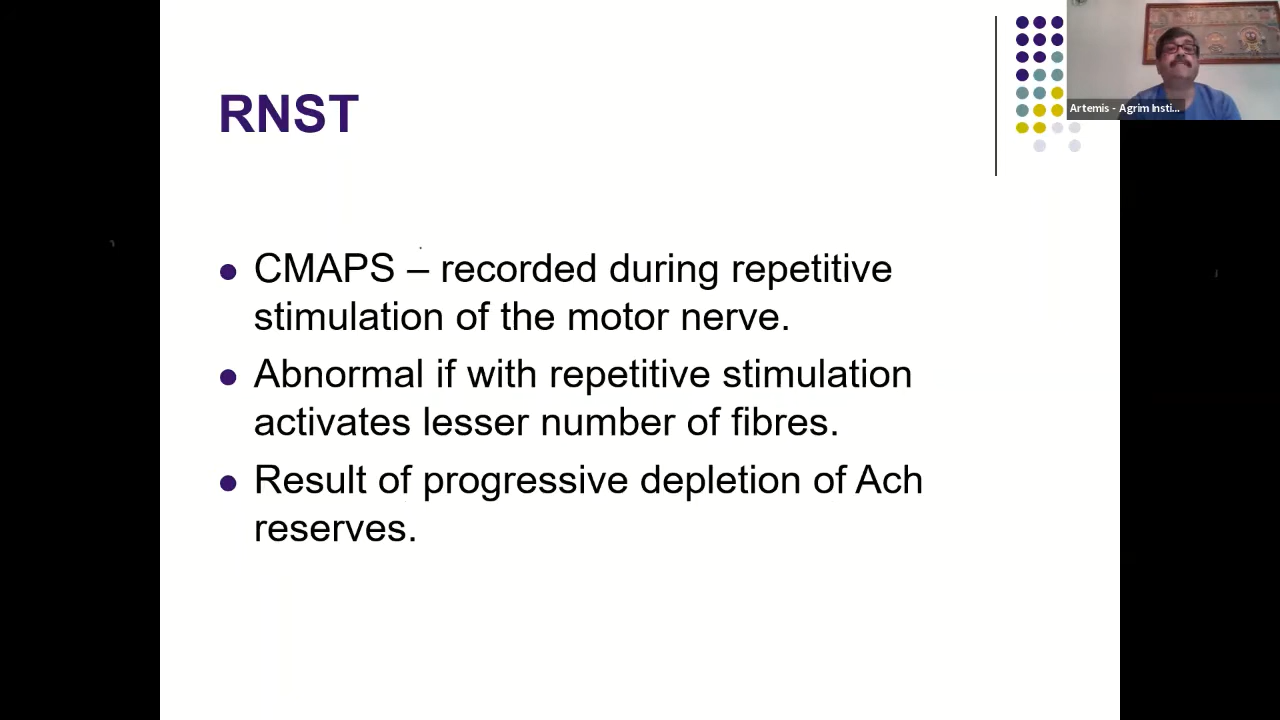 RNST
CMAPS – recorded during repetitive
stimulation of the motor nerve.
Abnormal if with repetitive stimulation
activates lesser number of fibres.
Result of progressive depletion of Ach
reserves.
Artemis - Agrim Insti...